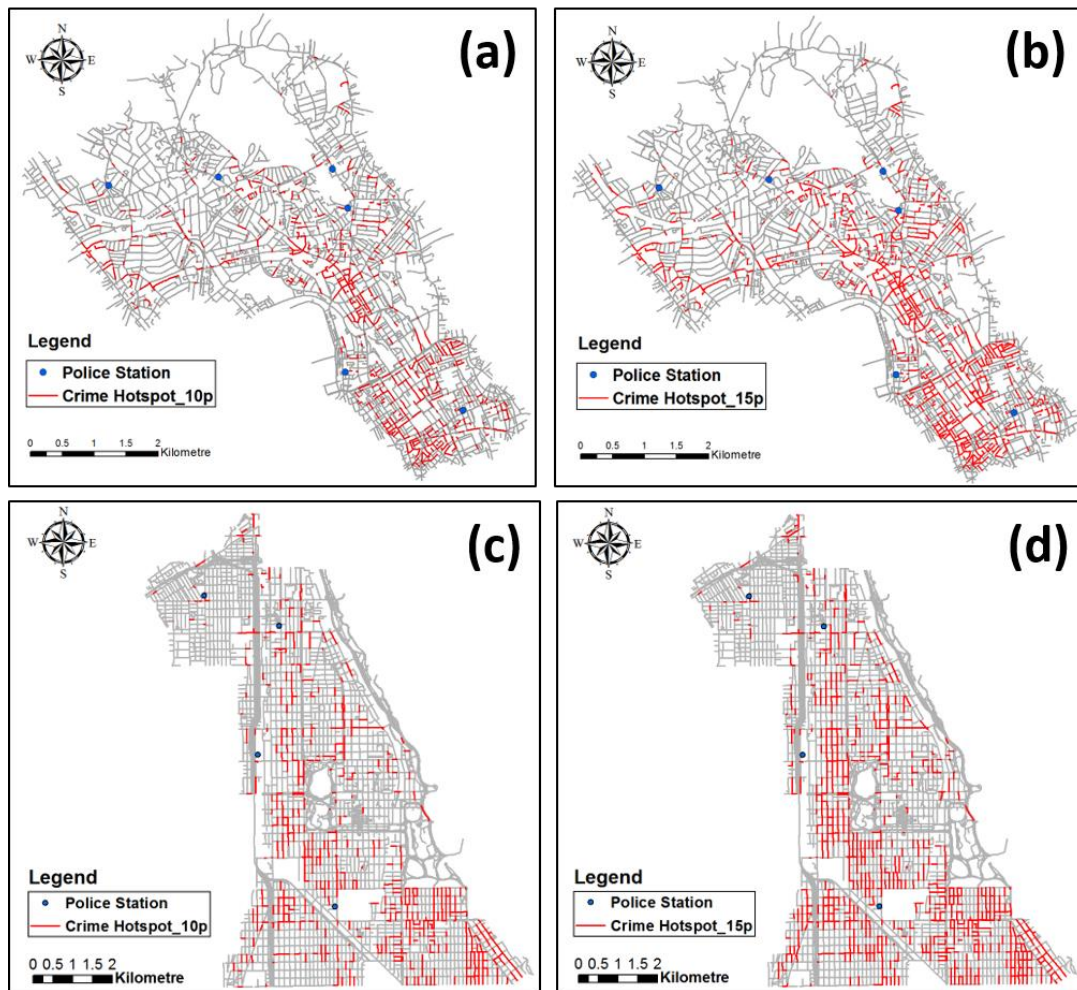 N
W E
S
(a)
Legend
Police Station
Crime Hotspot_10p
0 0.5 1 1.5 2
Kilometre
N
W E
S
(b)
Legend
Police Station
Crime Hotspot_15p
0 0.5 1 1.5 2
Kilometre
N
W E
S
(c)
Legend
Police Station
Crime Hotspot_10p
0 0.5 1 1.5 2
Kilometre
N
W E
S
(d)
Legend
Police Station
Crime Hotspot_15p
0 0.5 1 1.5 2
Kilometre